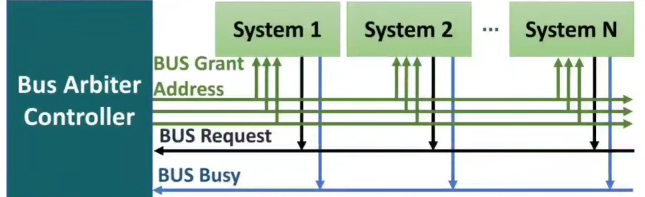 System 1
System 2
...
System N
BUS Grant
Address
Bus Arbiter
Controller
BUS Request
BUS Busy